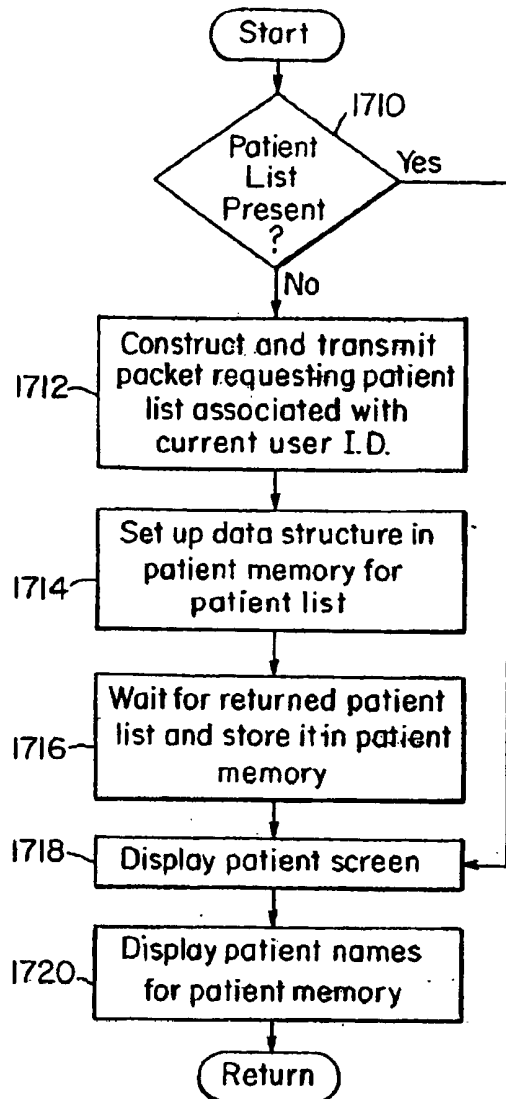 Start
1710
Patient
List
Present
?
Yes
No
Construct and transmit
packet requesting patient
list associated with
current user I.D.
1712
Set up data structure in
patient memory for
patient list
1714
Wait for returned patient
list and store it in patient
memory
1716
1718
Display patient screen
Display patient names
for patient memory
1720
Return